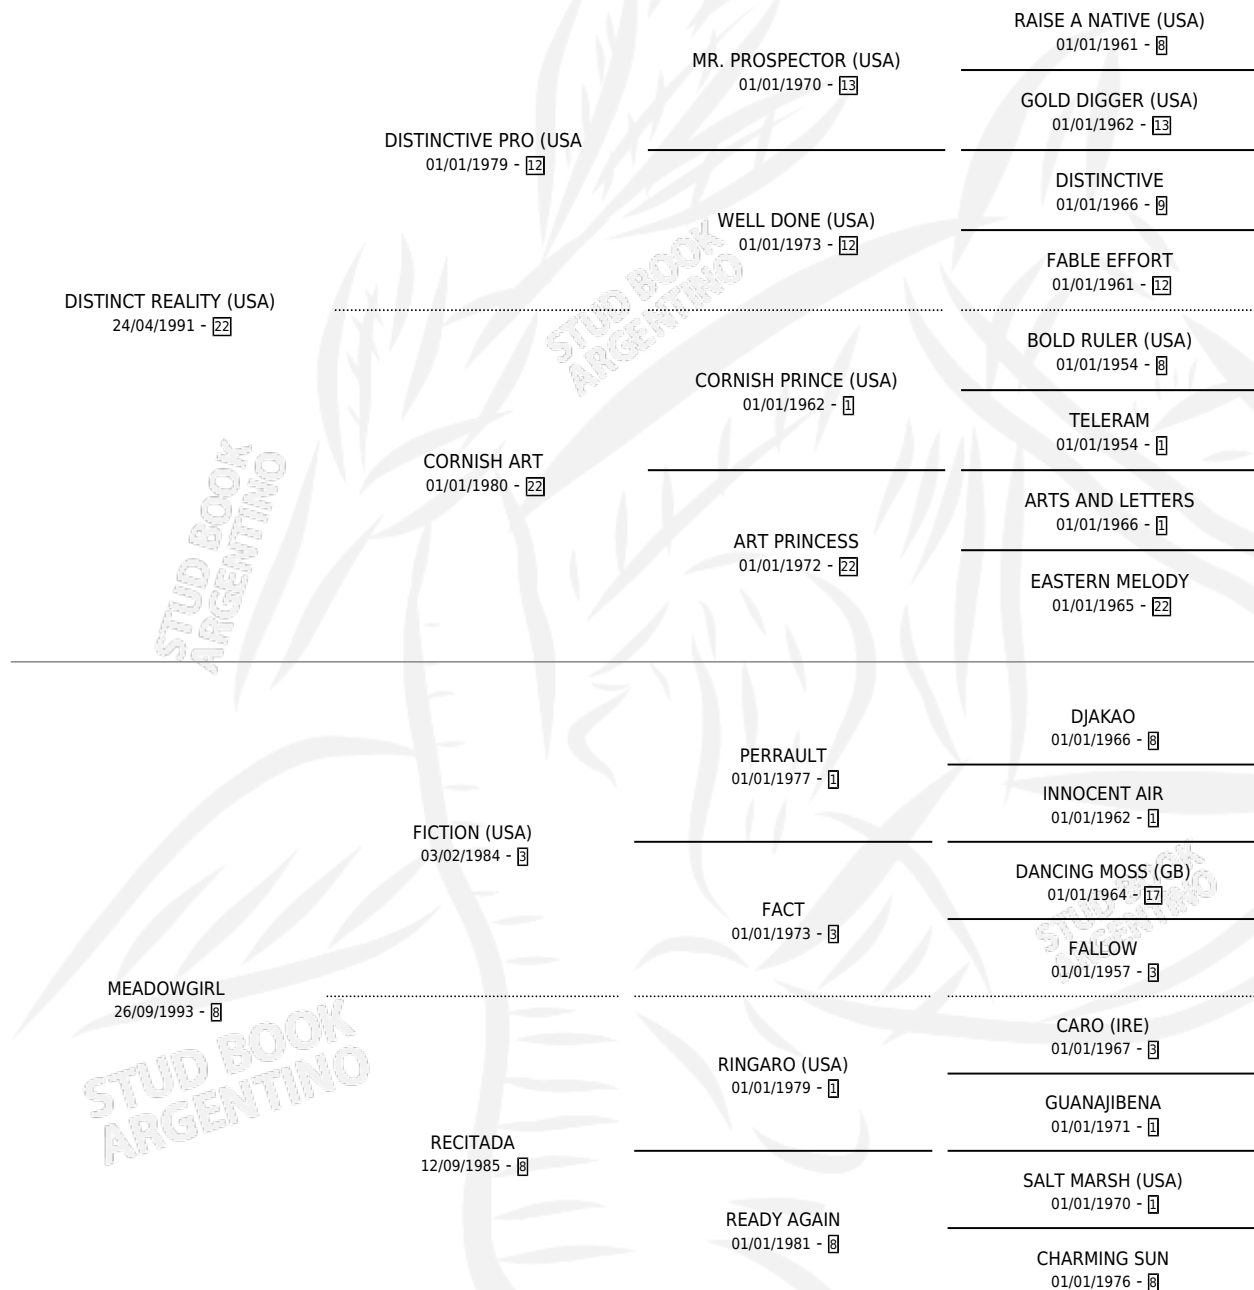 RAISE A NATIVE (USA)
01/01/1961 - 8
MR. PROSPECTOR (USA)
01/01/1970 - 13
GOLD DIGGER (USA)
01/01/1962 - 13
DISTINCTIVE PRO (USA
01/01/1979 - 12
DISTINCTIVE
01/01/1966 - 9
WELL DONE (USA)
01/01/1973 - 12
FABLE EFFORT
01/01/1961 - 12
DISTINCT REALITY (USA)
24/04/1991 - 22
BOLD RULER (USA)
01/01/1954 - 8
CORNISH PRINCE (USA)
01/01/1962 - 1
TELERAM
01/01/1954 - 1
CORNISH ART
01/01/1980 - 22
ARTS AND LETTERS
01/01/1966 - 1
ART PRINCESS
01/01/1972 - 22
EASTERN MELODY
01/01/1965 - 22
DJAKAO
01/01/1966 - 8
PERRAULT
01/01/1977 - 1
INNOCENT AIR
01/01/1962 - 1
FICTION (USA)
03/02/1984 - 3
DANCING MOSS (GB)
01/01/1964 - 17
FACT
01/01/1973 - 3
FALLOW
01/01/1957 - 3
MEADOWGIRL
26/09/1993 - 8
CARO (IRE)
01/01/1967 - 3
RINGARO (USA)
01/01/1979 - 1
GUANAJIBENA
01/01/1971 - 1
RECITADA
12/09/1985 - 8
SALT MARSH (USA)
01/01/1970 - 1
READY AGAIN
01/01/1981 - 8
CHARMING SUN
01/01/1976 - 8
STUD BOOK
ARGENTINO
STUD BOOK
ARGENTINO
STUD BOOK
ARGENTINO
STUD BOOK
ARGENTINO